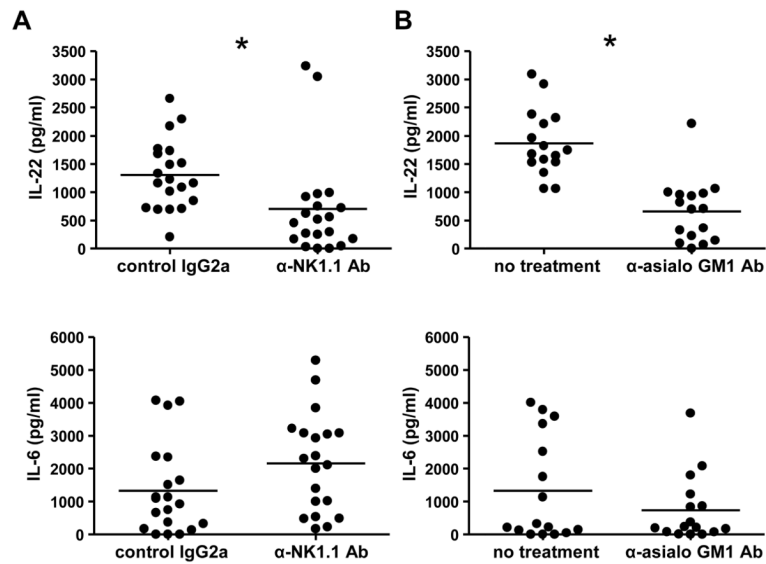 A
*
IL-22 (pg/ml)
3500
3000
2500
2000
1500
1000
500
0
control IgG2a
α-NK1.1 Ab
B
*
IL-22 (pg/ml)
3500
3000
2500
2000
1500
1000
500
0
no treatment
α-asialo GM1 Ab
IL-6 (pg/ml)
6000
5000
4000
3000
2000
1000
0
control IgG2a
α-NK1.1 Ab
IL-6 (pg/ml)
6000
5000
4000
3000
2000
1000
0
no treatment
α-asialo GM1 Ab